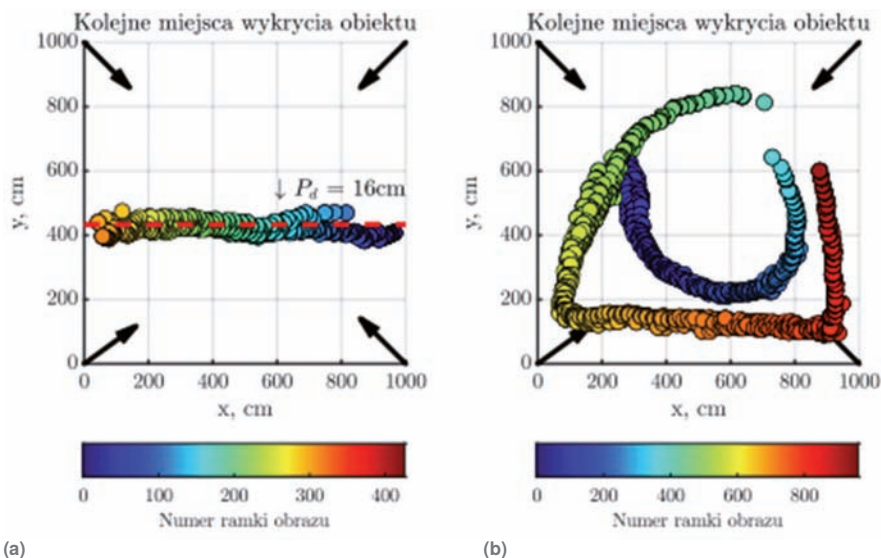 Kolejne miejsca wykrycia obiektu
1000
800
600
400
200
0
y, cm
↓ P_d = 16cm
0 200 400 600 800 1000
x, cm
0 100 200 300 400
Numer ramki obrazu
(a)
Kolejne miejsca wykrycia obiektu
1000
800
600
400
200
0
y, cm
0 200 400 600 800 1000
x, cm
0 200 400 600 800
Numer ramki obrazu
(b)